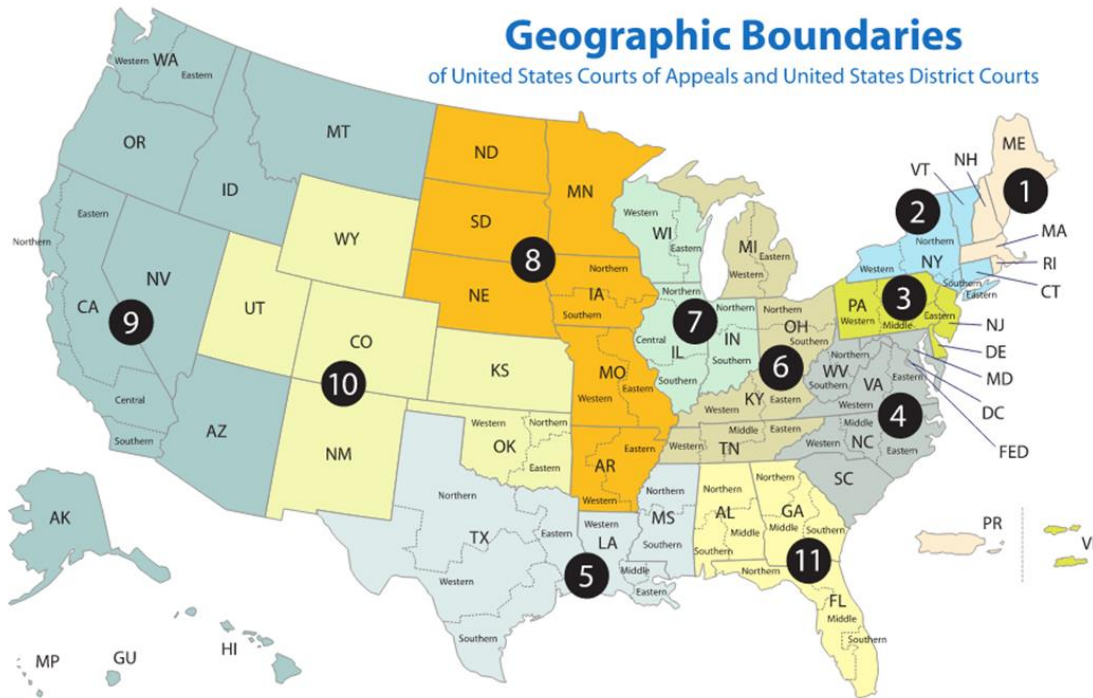 Geographic Boundaries
of United States Courts of Appeals and United States District Courts
WA
Western
Eastern
OR
MT
ID
Eastern
Northern
NV
CA
9
Central
Southern
AZ
WY
UT
CO
10
KS
NM
Western
Northern
OK
Eastern
ND
MN
SD
8
NE
Northern
IA
Southern
MO
Western
Eastern
Eastern
AR
Western
Western
WI
Eastern
MI
Eastern
Western
Northern
7
Northern
Central
IL
IN
Southern
Southern
Northern
OH
Southern
6
KY
Western
Eastern
Western
Middle
Eastern
TN
ME
NH
VT
1
2
Northern
NY
Western
Southern
Eastern
MA
RI
CT
3
PA
Western
Middle
Eastern
NJ
DE
MD
DC
FED
Northern
WV
Southern
VA
Eastern
Western
4
Middle
Western
NC
Eastern
SC
Northern
TX
Eastern
Western
Southern
Western
LA
Middle
Eastern
5
Northern
MS
Southern
Northern
AL
Middle
Southern
Northern
GA
Middle
Southern
11
Northern
FL
Middle
Southern
PR
AK
HI
MP
GU